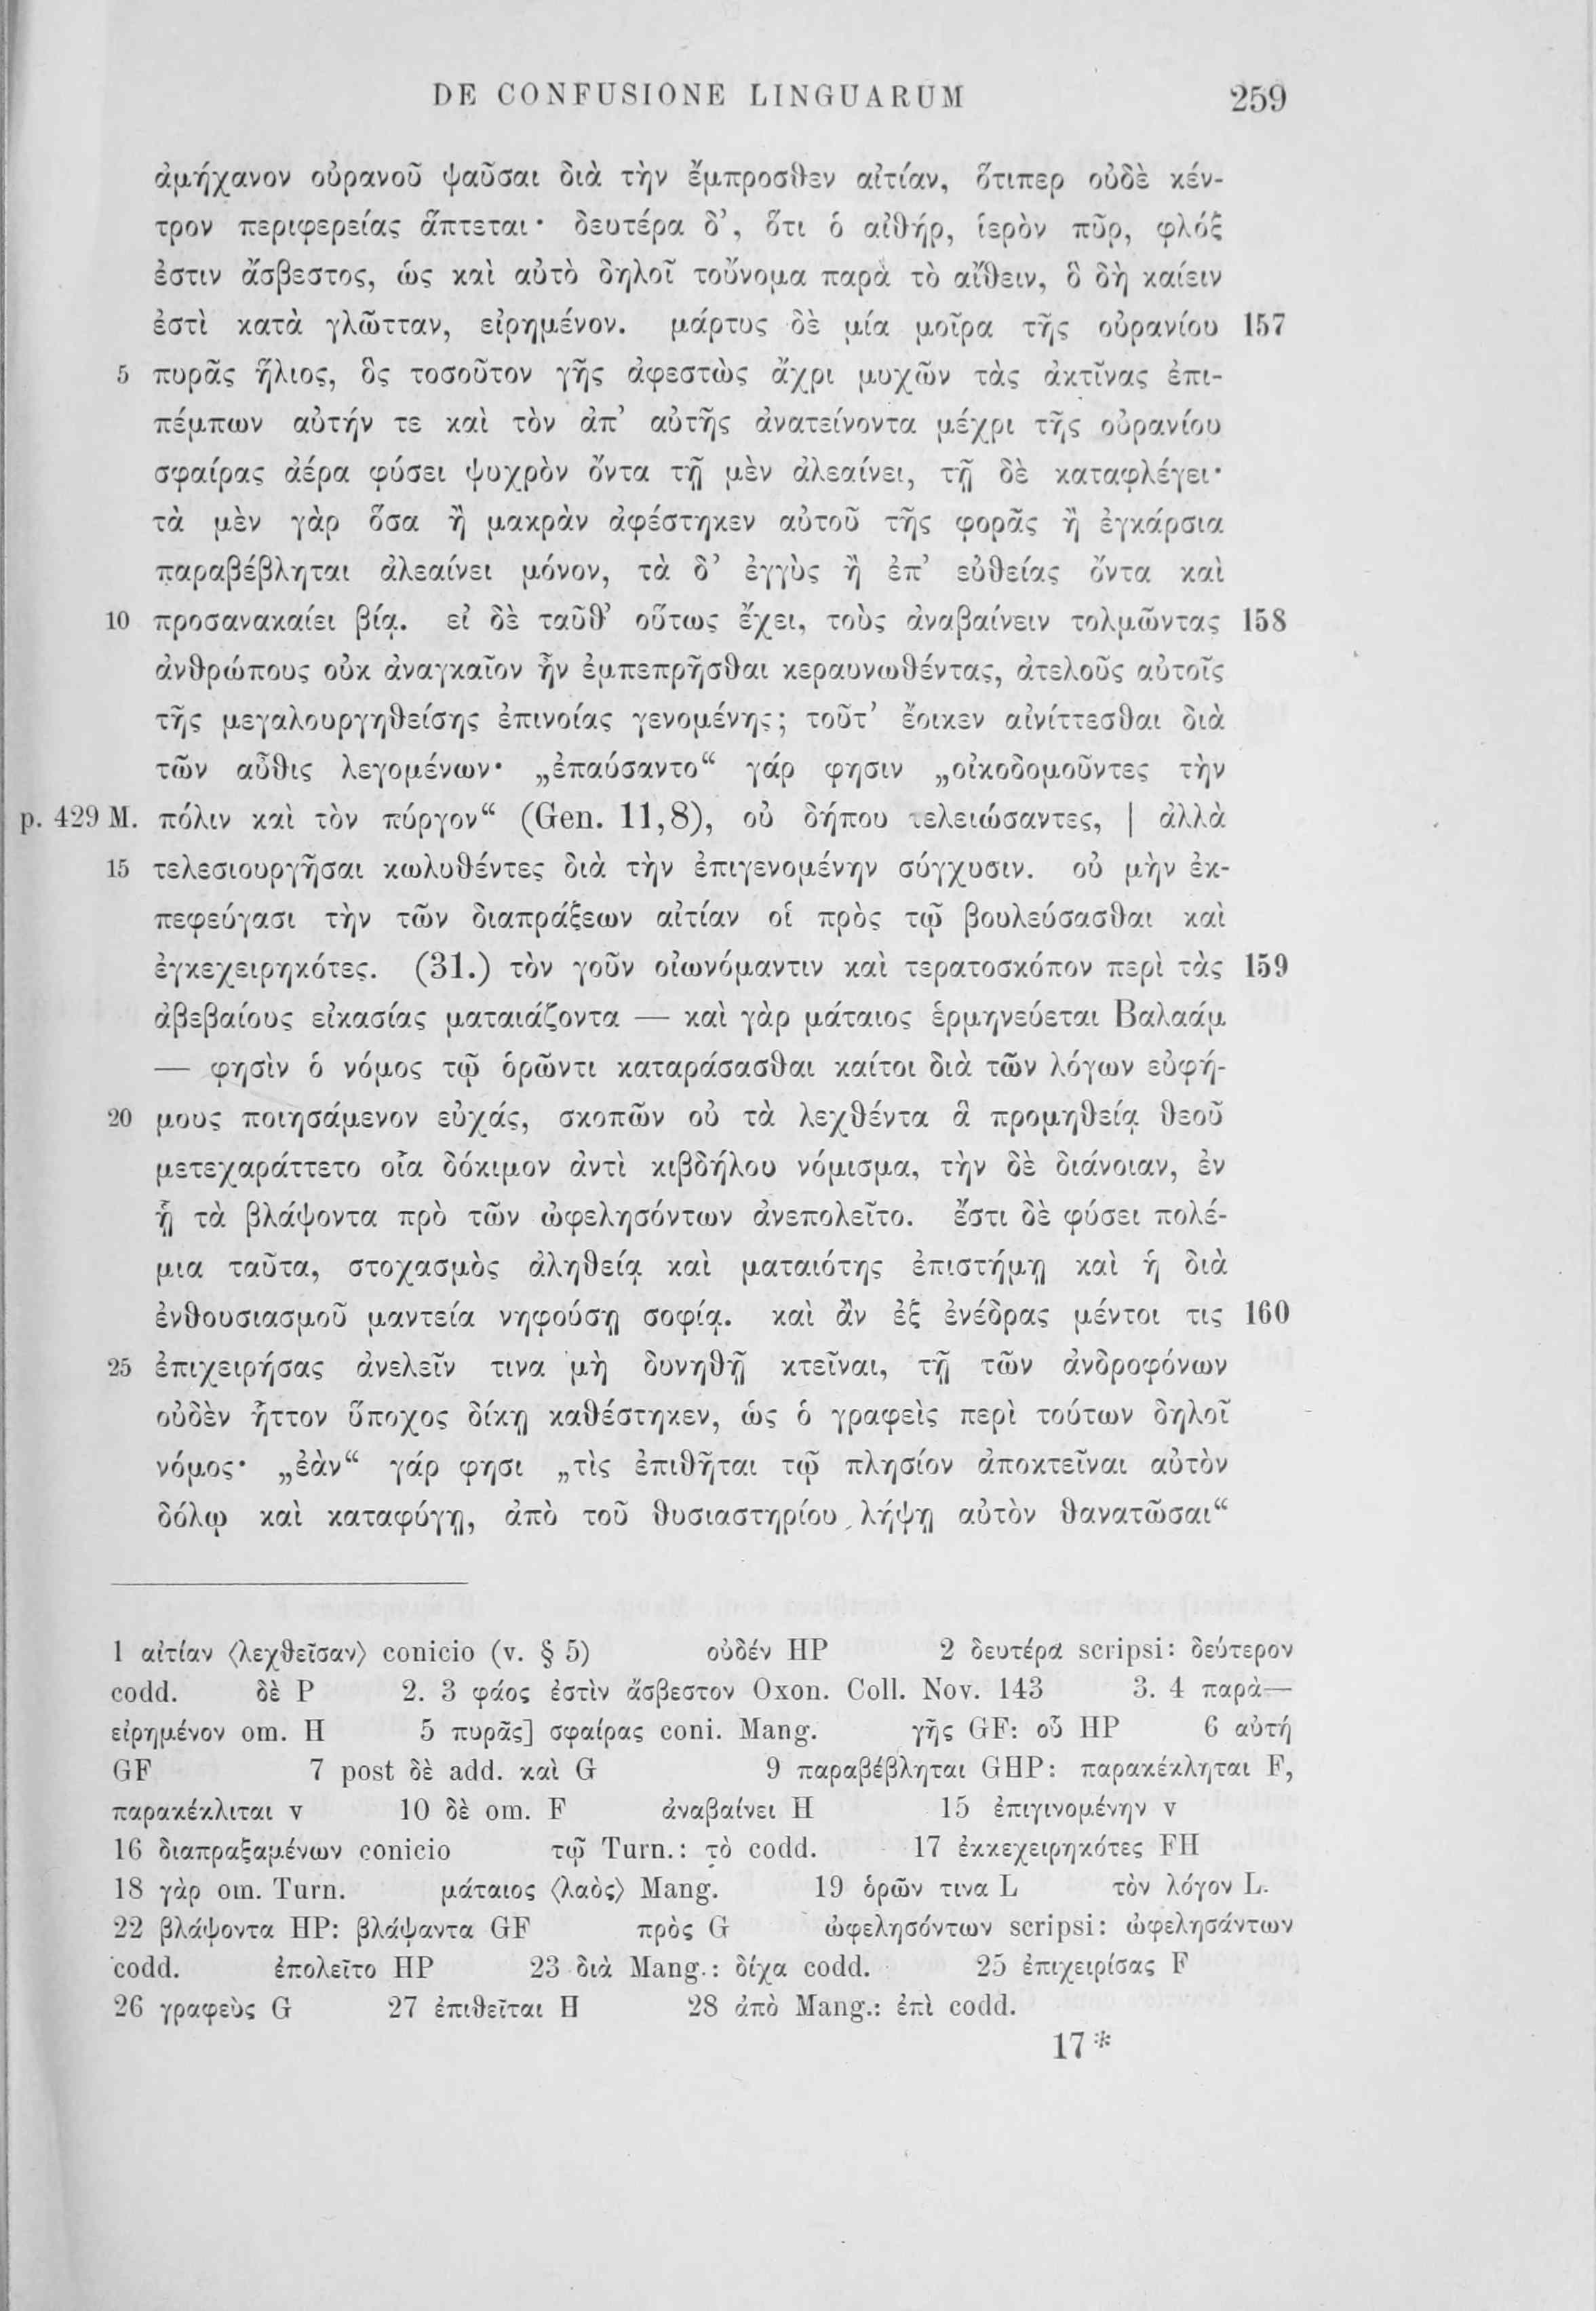 DE CONFUSIONE LINGUARUM 259
ἀμήχανον οὐρανοῦ ψαῦσαι διὰ τὴν ἔμπροσθεν αἰτίαν, ὅτιπερ οὐδὲ κέν-
τρον περιφερείας ἅπτεται· δευτέρα δ’, ὅτι ὁ αἰθήρ, ἱερὸν πῦρ, φλόξ
ἐστιν ἄσβεστος, ὡς καὶ αὐτὸ δηλοῖ τοὔνομα παρὰ τὸ αἴθειν, ὃ δὴ καίειν
ἐστὶ κατὰ γλῶτταν, εἰρημένον. μάρτυς δὲ μία μοῖρα τῆς οὐρανίου 157
5 πυρᾶς ἥλιος, ὃς τοσοῦτον γῆς ἀφεστὼς ἄχρι μυχῶν τὰς ἀκτῖνας ἐπι-
πέμπων αὐτήν τε καὶ τὸν ἀπ’ αὐτῆς ἀνατείνοντα μέχρι τῆς οὐρανίου
σφαίρας ἀέρα φύσει ψυχρὸν ὄντα τῇ μὲν ἀλεαίνει, τῇ δὲ καταφλέγει·
τὰ μὲν γὰρ ὅσα ἢ μακρὰν ἀφέστηκεν αὐτοῦ τῆς φορᾶς ἢ ἐγκάρσια
παραβέβληται ἀλεαίνει μόνον, τὰ δ’ ἐγγὺς ἢ ἐπ’ εὐθείας ὄντα καὶ
10 προσανακαίει βίᾳ. εἰ δὲ ταῦθ’ οὕτως ἔχει, τοὺς ἀναβαίνειν τολμῶντας 158
ἀνθρώπους οὐκ ἀναγκαῖον ἦν ἐμπεπρῆσθαι κεραυνωθέντας, ἀτελοῦς αὐτοῖς
τῆς μεγαλουργηθείσης ἐπινοίας γενομένης; τοῦτ’ ἔοικεν αἰνίττεσθαι διὰ
τῶν αὖθις λεγομένων· „ἐπαύσαντο“ γάρ φησιν „οἰκοδομοῦντες τὴν
p. 429 M. πόλιν καὶ τὸν πύργον“ (Gen. 11,8), οὐ δήπου τελειώσαντες, | ἀλλὰ
15 τελεσιουργῆσαι κωλυθέντες διὰ τὴν ἐπιγενομένην σύγχυσιν. οὐ μὴν ἐκ-
πεφεύγασι τὴν τῶν διαπράξεων αἰτίαν οἱ πρὸς τῷ βουλεύσασθαι καὶ
ἐγκεχειρηκότες. (31.) τὸν γοῦν οἰωνόμαντιν καὶ τερατοσκόπον περὶ τὰς 159
ἀβεβαίους εἰκασίας ματαιάζοντα — καὶ γὰρ μάταιος ἑρμηνεύεται Βαλαάμ
— φησὶν ὁ νόμος τῷ ὁρῶντι καταράσασθαι καίτοι διὰ τῶν λόγων εὐφή-
20 μους ποιησάμενον εὐχάς, σκοπῶν οὐ τὰ λεχθέντα ἃ προμηθείᾳ θεοῦ
μετεχαράττετο οἷα δόκιμον ἀντὶ κιβδήλου νόμισμα, τὴν δὲ διάνοιαν, ἐν
ᾗ τὰ βλάψοντα πρὸ τῶν ὠφελησόντων ἀνεπολεῖτο. ἔστι δὲ φύσει πολέ-
μια ταῦτα, στοχασμὸς ἀληθείᾳ καὶ ματαιότης ἐπιστήμῃ καὶ ἡ διὰ
ἐνθουσιασμοῦ μαντεία νηφούσῃ σοφίᾳ. καὶ ἂν ἐξ ἐνέδρας μέντοι τις 160
25 ἐπιχειρήσας ἀνελεῖν τινα μὴ δυνηθῇ κτεῖναι, τῇ τῶν ἀνδροφόνων
οὐδὲν ἧττον ὕποχος δίκῃ καθέστηκεν, ὡς ὁ γραφεὶς περὶ τούτων δηλοῖ
νόμος· „ἐὰν“ γάρ φησι „τὶς ἐπιθῆται τῷ πλησίον ἀποκτεῖναι αὐτὸν
δόλῳ καὶ καταφύγῃ, ἀπὸ τοῦ θυσιαστηρίου λήψῃ αὐτὸν θανατῶσαι“
1 αἰτίαν ⟨λεχθεῖσαν⟩ conicio (v. § 5) οὐδέν HP 2 δευτέρα scripsi: δεύτερον
codd. δὲ P 2. 3 φάος ἐστὶν ἄσβεστον Oxon. Coll. Nov. 143 3. 4 παρὰ—
εἰρημένον om. H 5 πυρᾶς] σφαίρας coni. Mang. γῆς GF: οὗ HP 6 αὐτή
GF 7 post δὲ add. καὶ G 9 παραβέβληται GHP: παρακέκληται F,
παρακέκλιται v 10 δὲ om. F ἀναβαίνει H 15 ἐπιγινομένην v
16 διαπραξαμένων conicio τῷ Turn.: τὸ codd. 17 ἐκκεχειρηκότες FH
18 γὰρ om. Turn. μάταιος ⟨λαὸς⟩ Mang. 19 ὁρῶν τινα L τὸν λόγον L
22 βλάψοντα HP: βλάψαντα GF πρὸς G ὠφελησόντων scripsi: ὠφελησάντων
codd. ἐπολεῖτο HP 23 διὰ Mang.: δίχα codd. 25 ἐπιχειρίσας F
26 γραφεὺς G 27 ἐπιθεῖται H 28 ἀπὸ Mang.: ἐπὶ codd.
17*